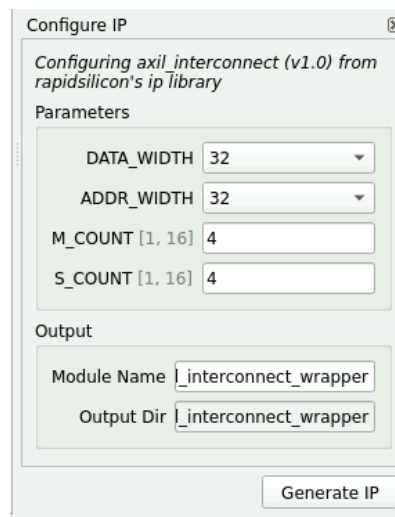 Configure IP
Configuring axil_interconnect (v1.0) from
rapidsilicon's ip library
Parameters
DATA_WIDTH 32
ADDR_WIDTH 32
M_COUNT [1, 16] 4
S_COUNT [1, 16] 4
Output
Module Name l_interconnect_wrapper
Output Dir l_interconnect_wrapper
Generate IP